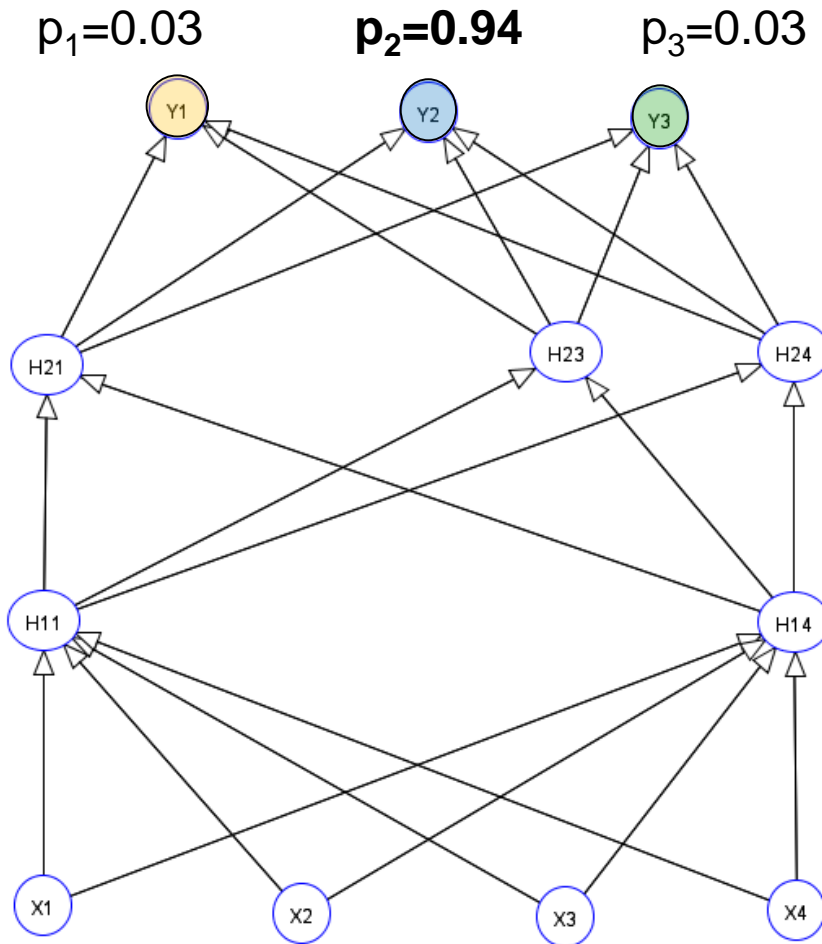 p₁=0.03 p₂=0.94 p₃=0.03
Y1 Y2 Y3
H21 H23 H24
H11 H14
X1 X2 X3 X4